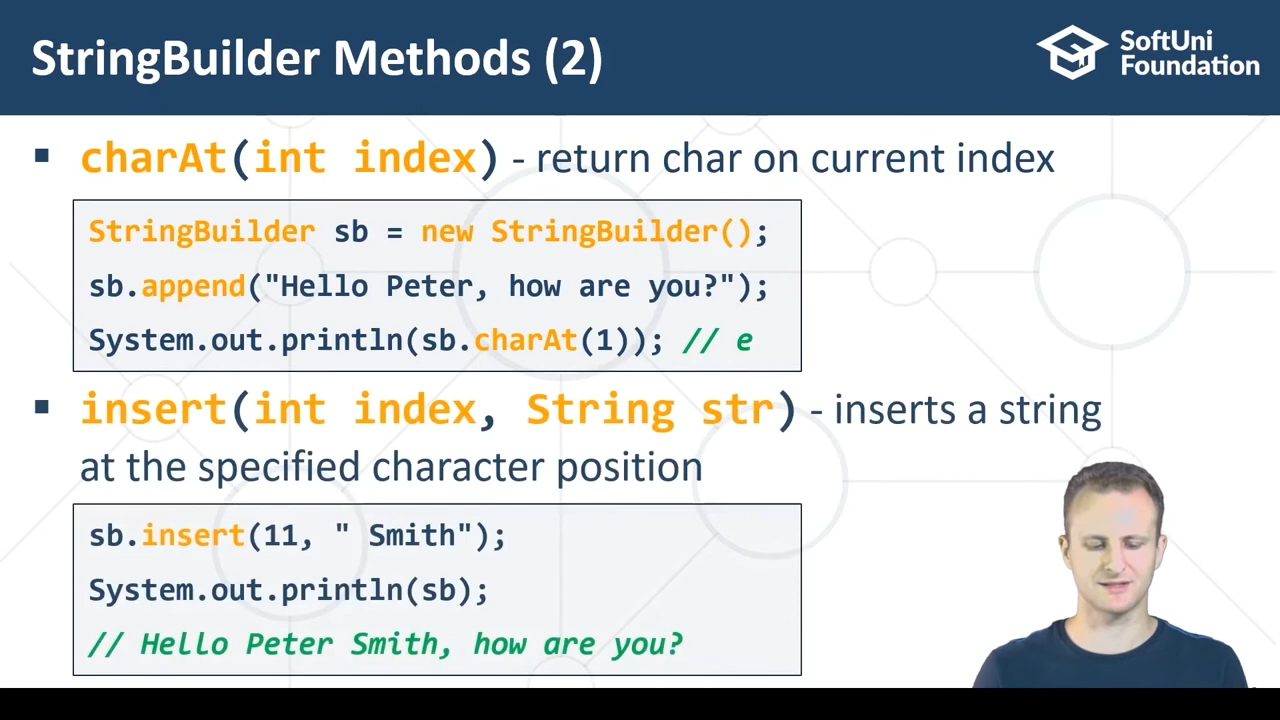 StringBuilder Methods (2)
SoftUni
Foundation
▪ charAt(int index) - return char on current index
StringBuilder sb = new StringBuilder();
sb.append("Hello Peter, how are you?");
System.out.println(sb.charAt(1)); // e
▪ insert(int index, String str) - inserts a string
at the specified character position
sb.insert(11, " Smith");
System.out.println(sb);
// Hello Peter Smith, how are you?